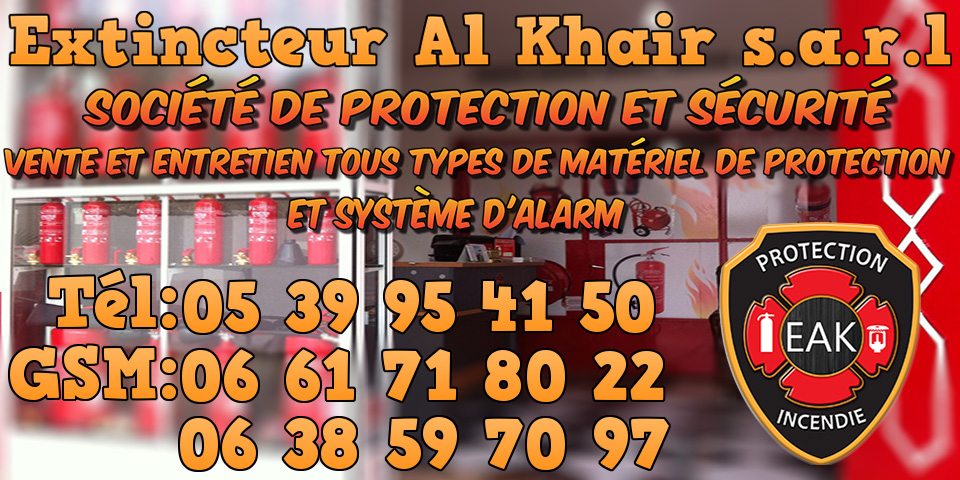 Extincteur Al Khair s.a.r.l
SOCIÉTÉ DE PROTECTION ET SÉCURITÉ
VENTE ET ENTRETIEN TOUS TYPES DE MATÉRIEL DE PROTECTION
ET SYSTÈME D'ALARM
Tél:05 39 95 41 50
GSM:06 61 71 80 22
06 38 59 70 97
PROTECTION
EAK
INCENDIE